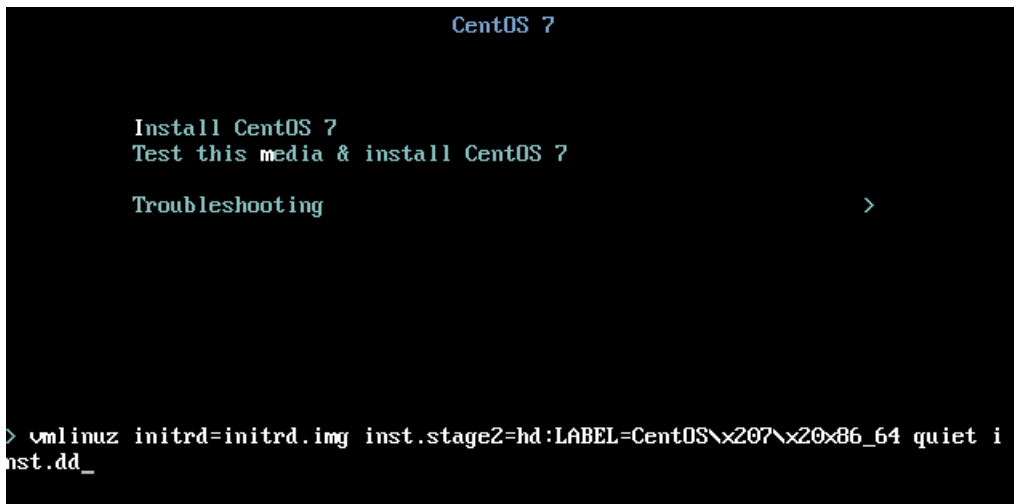 CentOS 7
Install CentOS 7
Test this media & install CentOS 7
Troubleshooting >
> vmlinuz initrd=initrd.img inst.stage2=hd:LABEL=CentOS\x207\x20x86_64 quiet i
nst.dd_